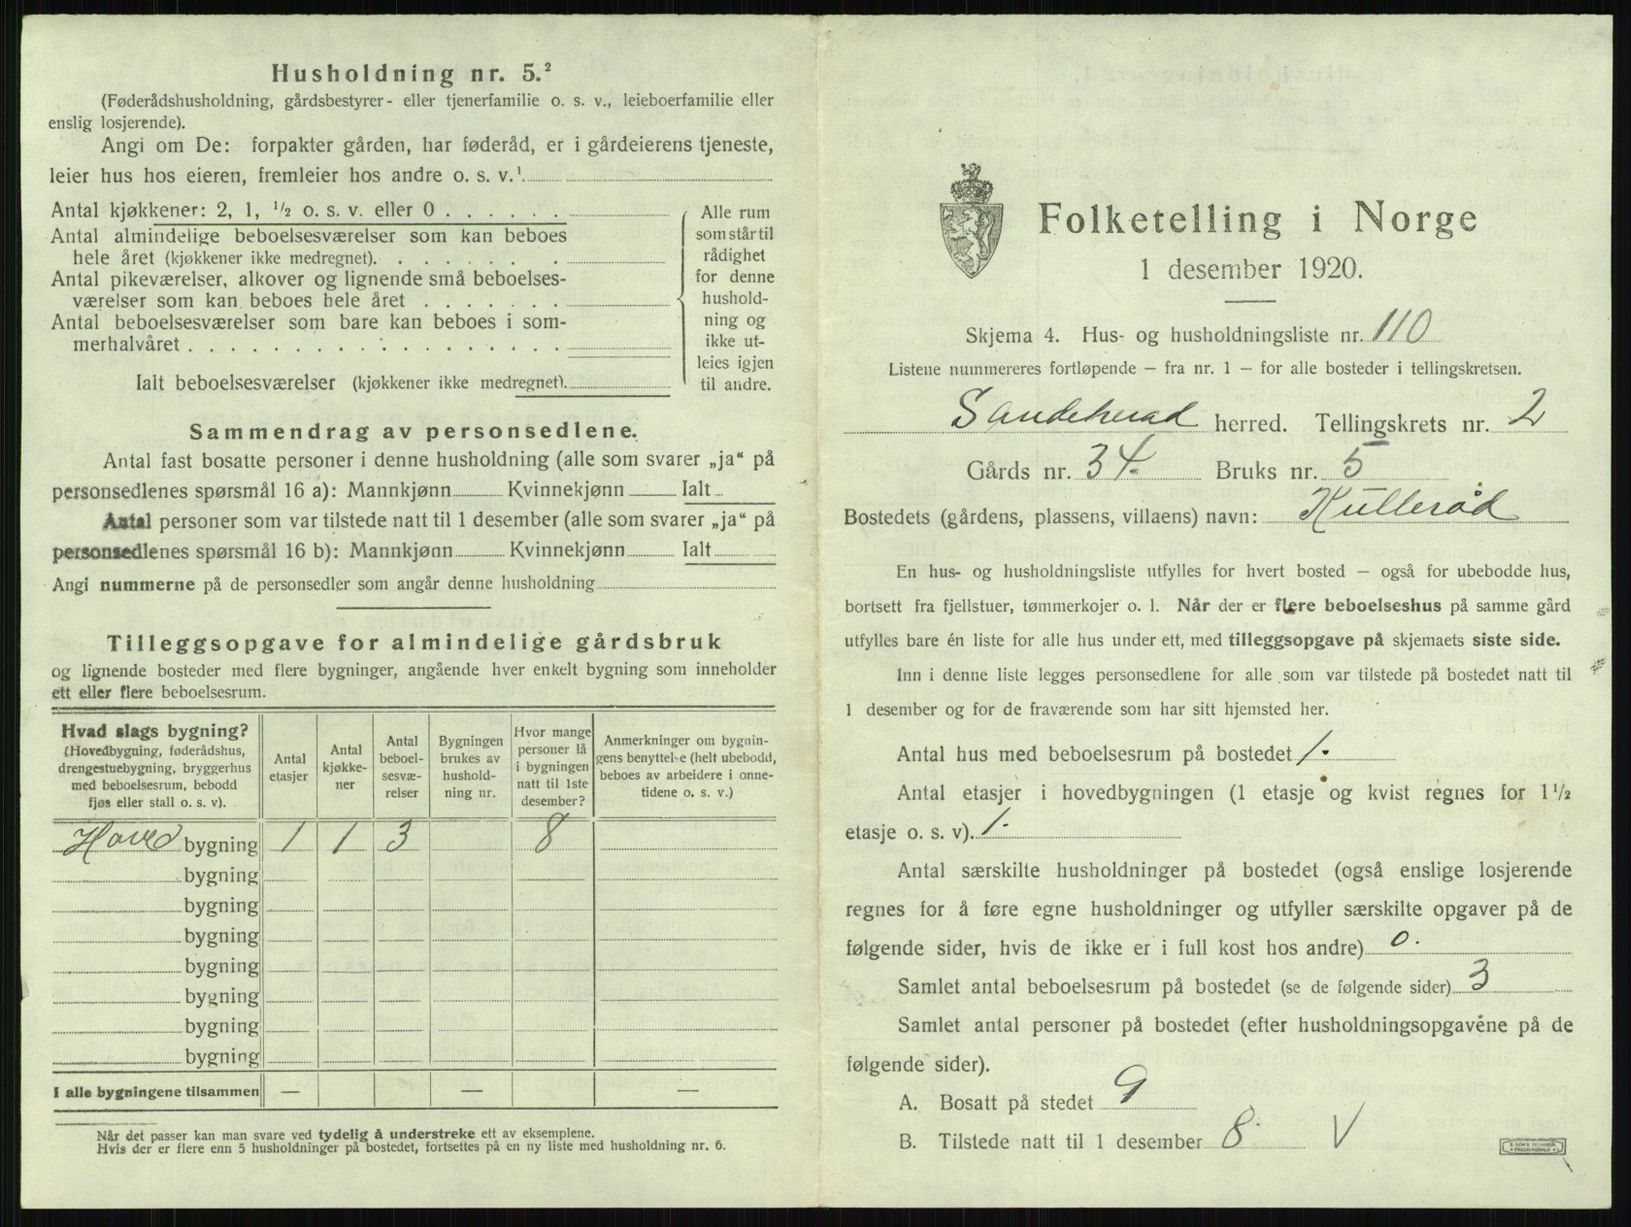 Husholdning nr. 5.²
(Føderådshusholdning, gårdsbestyrer- eller tjenerfamilie o. s. v., leieboerfamilie eller
enslig losjerende).
Angi om De: forpakter gården, har føderåd, er i gårdeierens tjeneste,
leier hus hos eieren, fremleier hos andre o. s. v.¹
Antal kjøkkener: 2, 1, ½ o. s. v. eller 0
Antal almindelige beboelsesværelser som kan beboes
hele året (kjøkkener ikke medregnet).
Antal pikeværelser, alkover og lignende små beboelses-
værelser som kan beboes hele året
Antal beboelsesværelser som bare kan beboes i som-
merhalvåret
Ialt beboelsesværelser (kjøkkener ikke medregnet).
Alle rum
som står til
rådighet
for denne
hushold-
ning og
ikke ut-
leies igjen
til andre.
Sammendrag av personsedlene.
Antal fast bosatte personer i denne husholdning (alle som svarer „ja“ på
personsedlenes spørsmål 16 a): Mannkjønn Kvinnekjønn Ialt
Antal personer som var tilstede natt til 1 desember (alle som svarer „ja“ på
personsedlenes spørsmål 16 b): Mannkjønn Kvinnekjønn Ialt
Angi nummerne på de personsedler som angår denne husholdning
Tilleggsopgave for almindelige gårdsbruk
og lignende bosteder med flere bygninger, angående hver enkelt bygning som inneholder
ett eller flere beboelsesrum.
Hvad slags bygning?
(Hovedbygning, føderådshus,
drengestuebygning, bryggerhus
med beboelsesrum, bebodd
fjøs eller stall o. s. v).
Antal
etasjer
Antal
kjøkke-
ner
Antal
beboel-
sesvæ-
relser
Bygningen
brukes av
hushold-
ning nr.
Hvor mange
personer lå
i bygningen
natt til 1ste
desember?
Anmerkninger om bygnin-
gens benyttelse (helt ubebodd,
beboes av arbeidere i onne-
tidene o. s. v.)
Hoved bygning 1 1 3 8
bygning
bygning
bygning
bygning
bygning
bygning
bygning
I alle bygningene tilsammen — — —
Når det passer kan man svare ved tydelig å understreke ett av eksemplene.
Hvis der er flere enn 5 husholdninger på bostedet, fortsettes på en ny liste med husholdning nr. 6.
Folketelling i Norge
1 desember 1920.
Skjema 4. Hus- og husholdningsliste nr. 110
Listene nummereres fortløpende — fra nr. 1 — for alle bosteder i tellingskretsen.
Sandeherad herred. Tellingskrets nr. 2
Gårds nr. 34. Bruks nr. 5
Bostedets (gårdens, plassens, villaens) navn: Kullerød
En hus- og husholdningsliste utfylles for hvert bosted — også for ubebodde hus,
bortsett fra fjellstuer, tømmerkojer o. l. Når der er flere beboelseshus på samme gård
utfylles bare én liste for alle hus under ett, med tilleggsopgave på skjemaets siste side.
Inn i denne liste legges personsedlene for alle som var tilstede på bostedet natt til
1 desember og for de fraværende som har sitt hjemsted her.
Antal hus med beboelsesrum på bostedet 1.
Antal etasjer i hovedbygningen (1 etasje og kvist regnes for 1½
etasje o. s. v). 1.
Antal særskilte husholdninger på bostedet (også enslige losjerende
regnes for å føre egne husholdninger og utfyller særskilte opgaver på de
følgende sider, hvis de ikke er i full kost hos andre) 0.
Samlet antal beboelsesrum på bostedet (se de følgende sider) 3
Samlet antal personer på bostedet (efter husholdningsopgavene på de
følgende sider).
A. Bosatt på stedet 9
B. Tilstede natt til 1 desember 8. V